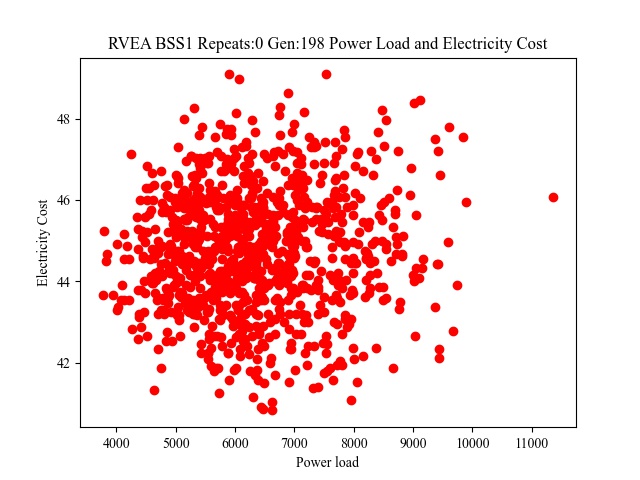 RVEA BSS1 Repeats:0 Gen:198 Power Load and Electricity Cost
Electricity Cost
48
46
44
42
4000 5000 6000 7000 8000 9000 10000 11000
Power load